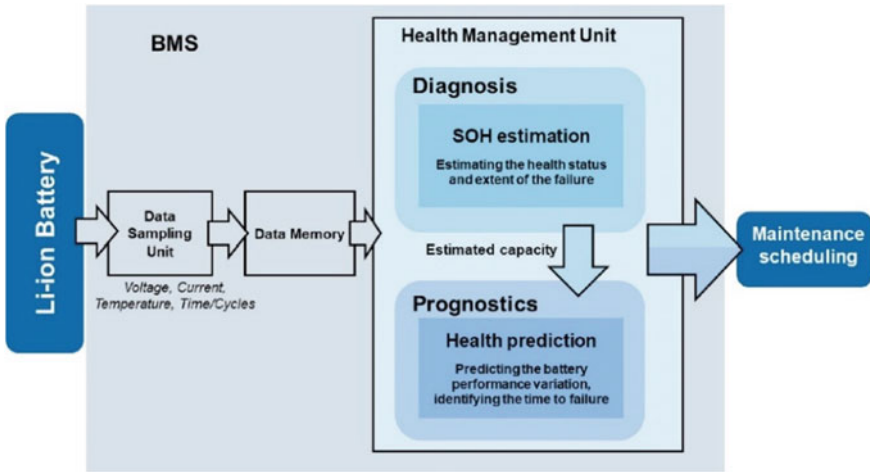 BMS
Health Management Unit
Diagnosis
SOH estimation
Estimating the health status
and extent of the failure
Li-ion Battery
Data
Sampling
Unit
Data Memory
Voltage, Current,
Temperature, Time/Cycles
Estimated capacity
Maintenance
scheduling
Prognostics
Health prediction
Predicting the battery
performance variation,
identifying the time to failure